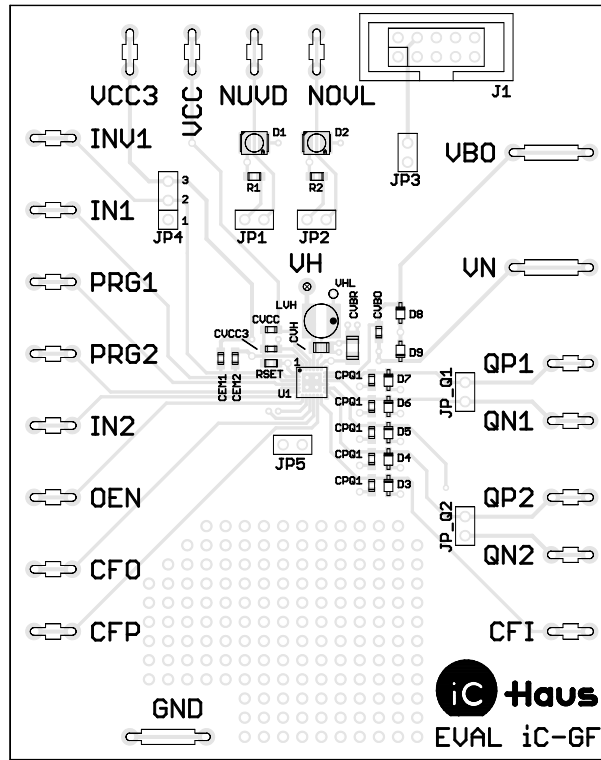 VCC3
VCC
NUVD
NOVL
J1
INV1
D1
D2
VBO
R1
R2
JP3
IN1
3
2
1
JP4
JP1
JP2
VH
VN
PRG1
VHL
LVH
CVBR
CVBO
D8
CVCC
CVCC3
CVH
D9
PRG2
RSET
1
CEM1
CEM2
U1
CPQ1
D7
JP_Q1
QP1
CPQ1
D6
QN1
IN2
CPQ1
D5
JP5
CPQ1
D4
CPQ1
D3
OEN
QP2
JP_Q2
QN2
CFO
CFP
CFI
GND
iC Haus
EVAL iC-GF